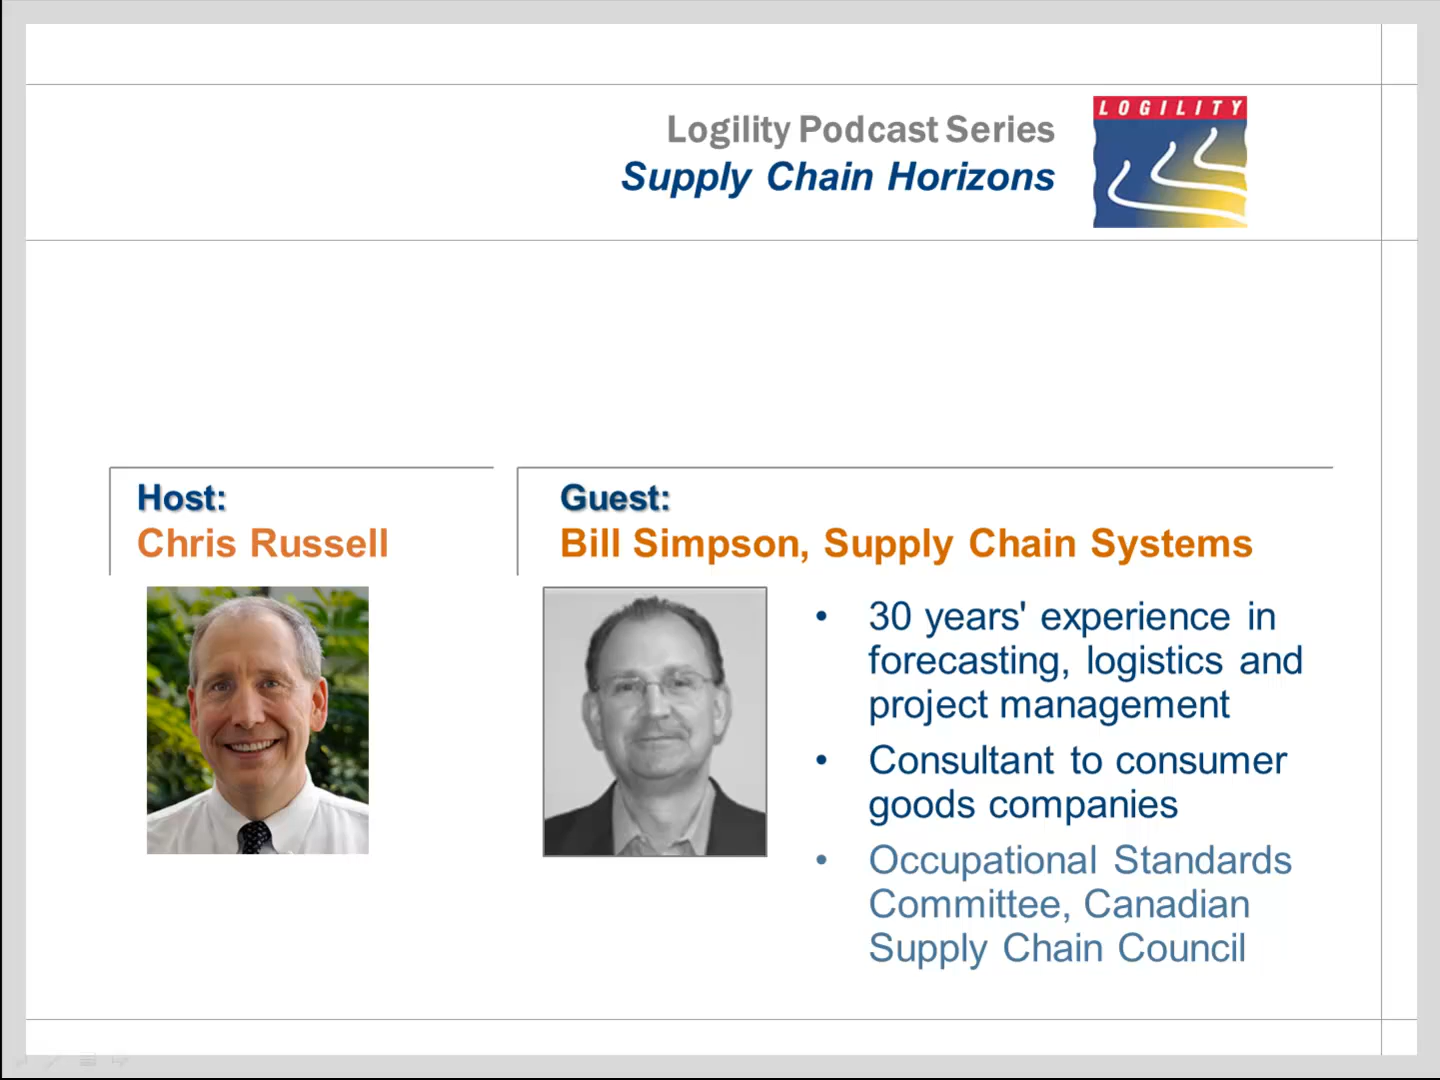 Logility Podcast Series
Supply Chain Horizons
LOGILITY
Host:
Chris Russell
Guest:
Bill Simpson, Supply Chain Systems
• 30 years' experience in
forecasting, logistics and
project management
• Consultant to consumer
goods companies
• Occupational Standards
Committee, Canadian
Supply Chain Council